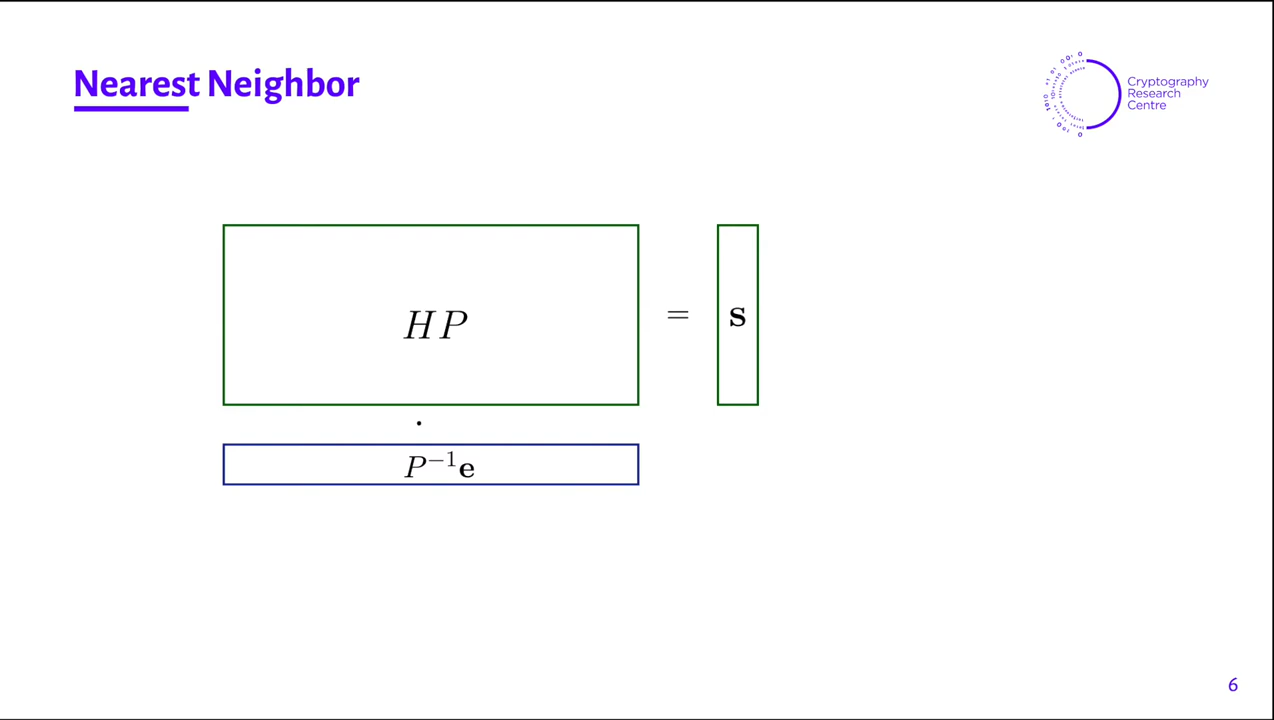 Nearest Neighbor
Cryptography
Research
Centre
HP
=
s
·
P⁻¹e
6